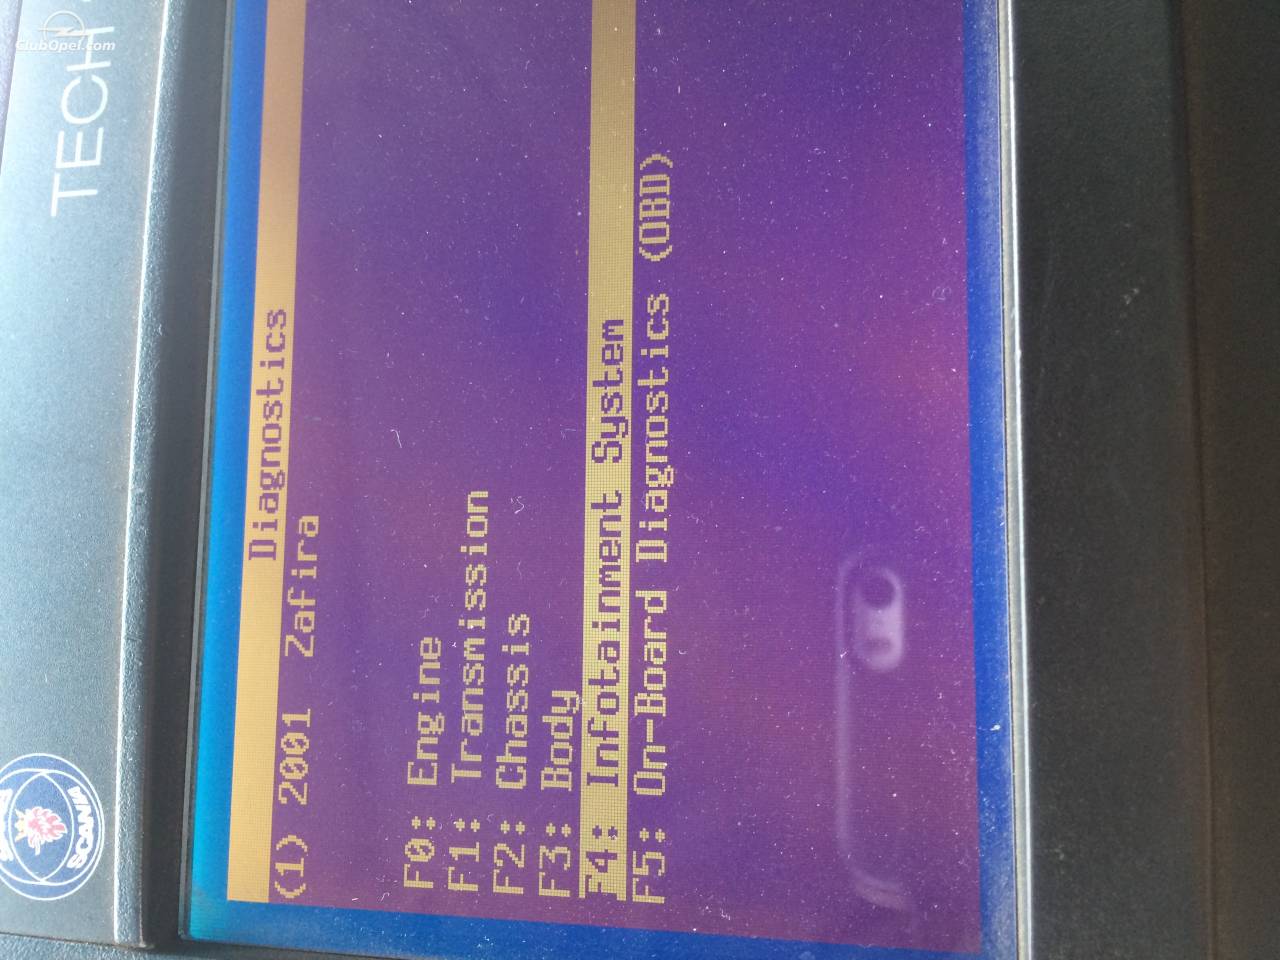 ClubOpel.com
TECH
SCANIA
Diagnostics
(1) 2001 Zafira
F0: Engine
F1: Transmission
F2: Chassis
F3: Body
F4: Infotainment System
F5: On-Board Diagnostics (OBD)